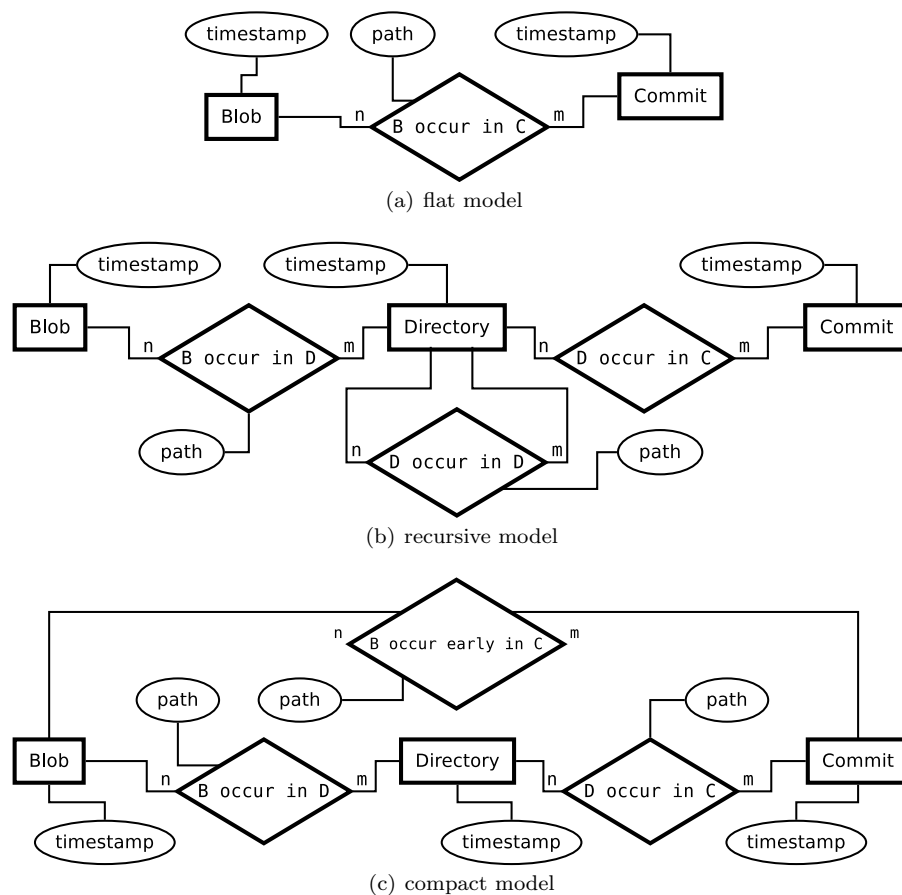 timestamp path timestamp
Blob n B occur in C m Commit
(a) flat model
timestamp timestamp timestamp
Blob n B occur in D m Directory n D occur in C m Commit
path n D occur in D m path
(b) recursive model
n B occur early in C m
path path path
Blob n B occur in D m Directory n D occur in C m Commit
timestamp timestamp timestamp
(c) compact model